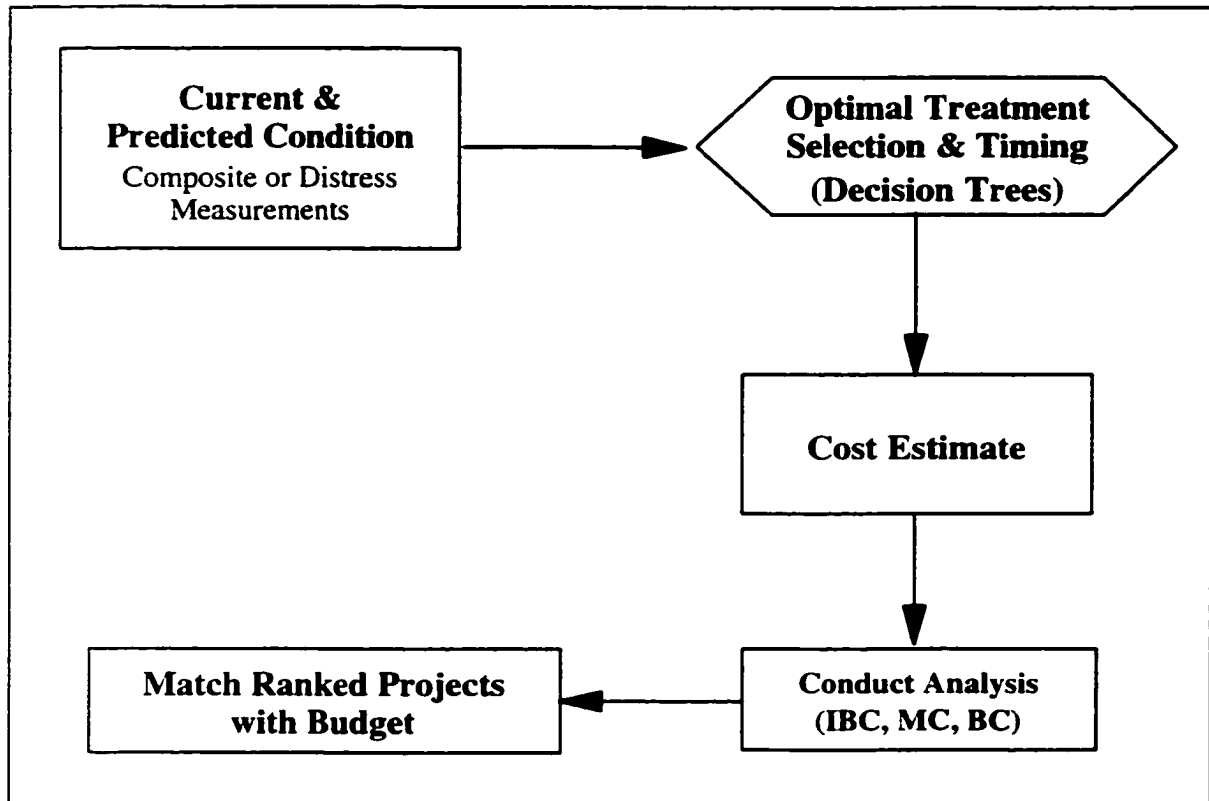 Current &
Predicted Condition
Composite or Distress
Measurements
Optimal Treatment
Selection & Timing
(Decision Trees)
Cost Estimate
Conduct Analysis
(IBC, MC, BC)
Match Ranked Projects
with Budget